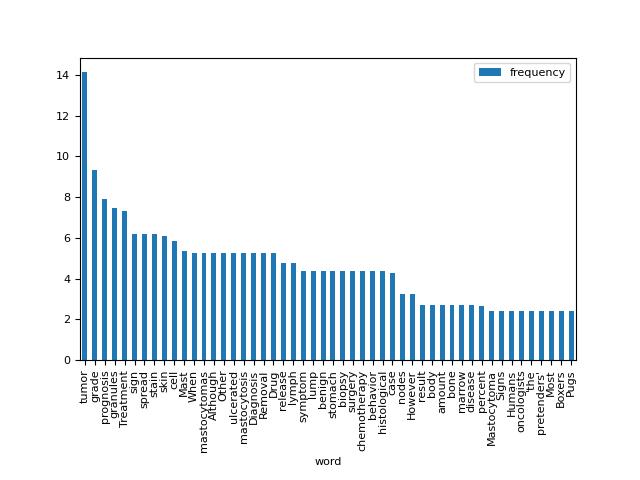 frequency
14
12
10
8
6
4
2
0
tumor
grade
prognosis
granules
Treatment
sign
spread
stain
skin
cell
Mast
When
mastocytomas
Although
Other
ulcerated
mastocytosis
Diagnosis
Removal
Drug
release
lymph
symptom
lump
benign
stomach
biopsy
surgery
chemotherapy
behavior
histological
case
nodes
However
result
body
amount
bone
marrow
disease
percent
Mastocytoma
Signs
Humans
oncologists
the
pretenders'
Most
Boxers
Pugs
word